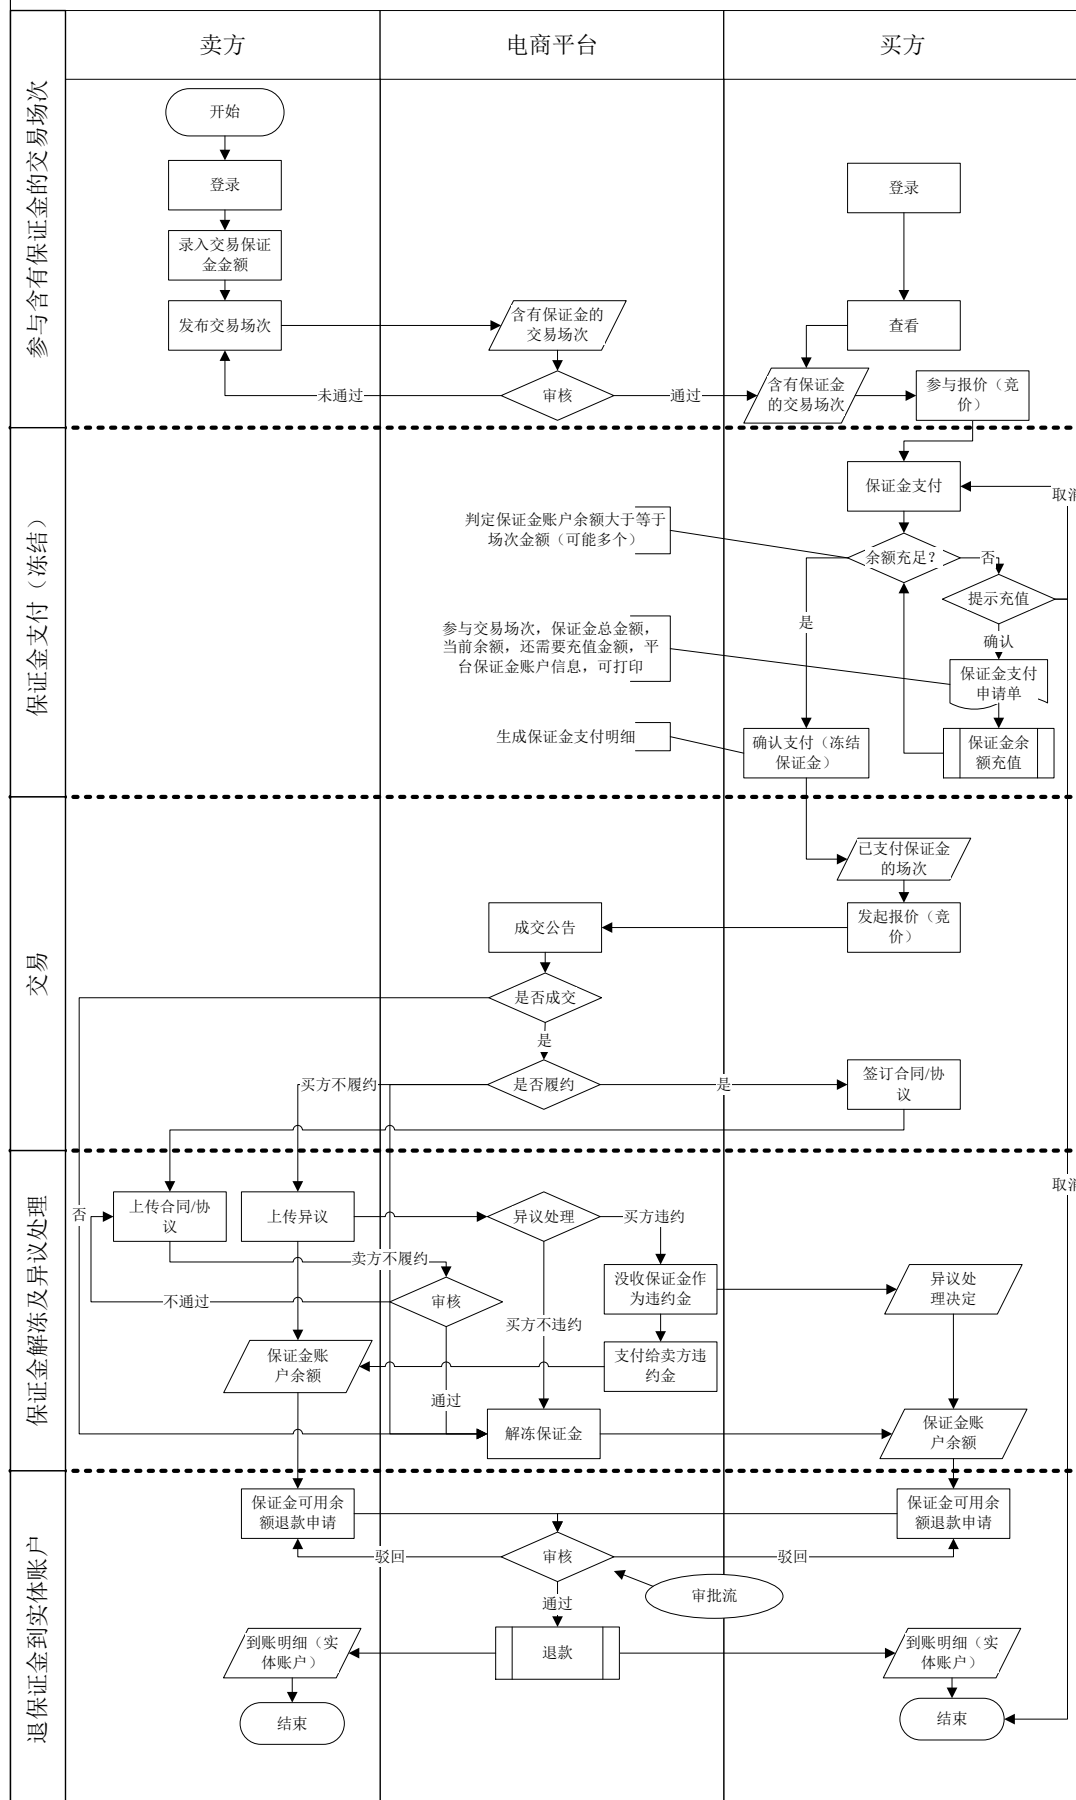 卖方
电商平台
买方
参与含有保证金的交易场次
开始
登录
登录
录入交易保证
金金额
发布交易场次
含有保证金的
交易场次
查看
未通过
审核
通过
含有保证金
的交易场次
参与报价（竞
价）
保证金支付（冻结）
保证金支付
取消
判定保证金账户余额大于等于
场次金额（可能多个）
余额充足？
否
提示充值
是
确认
参与交易场次，保证金总金额，
当前余额，还需要充值金额，平
台保证金账户信息，可打印
保证金支付
申请单
生成保证金支付明细
确认支付（冻结
保证金）
保证金余
额充值
交易
已支付保证金
的场次
成交公告
发起报价（竞
价）
是否成交
是
买方不履约
是否履约
是
签订合同/协
议
保证金解冻及异议处理
取消
否
上传合同/协
议
上传异议
异议处理
买方违约
卖方不履约
没收保证金作
为违约金
异议处
理决定
不通过
审核
买方不违约
保证金账
户余额
支付给卖方违
约金
通过
解冻保证金
保证金账
户余额
退保证金到实体账户
保证金可用余
额退款申请
保证金可用余
额退款申请
驳回
审核
驳回
审批流
通过
到账明细（实
体账户）
退款
到账明细（实
体账户）
结束
结束